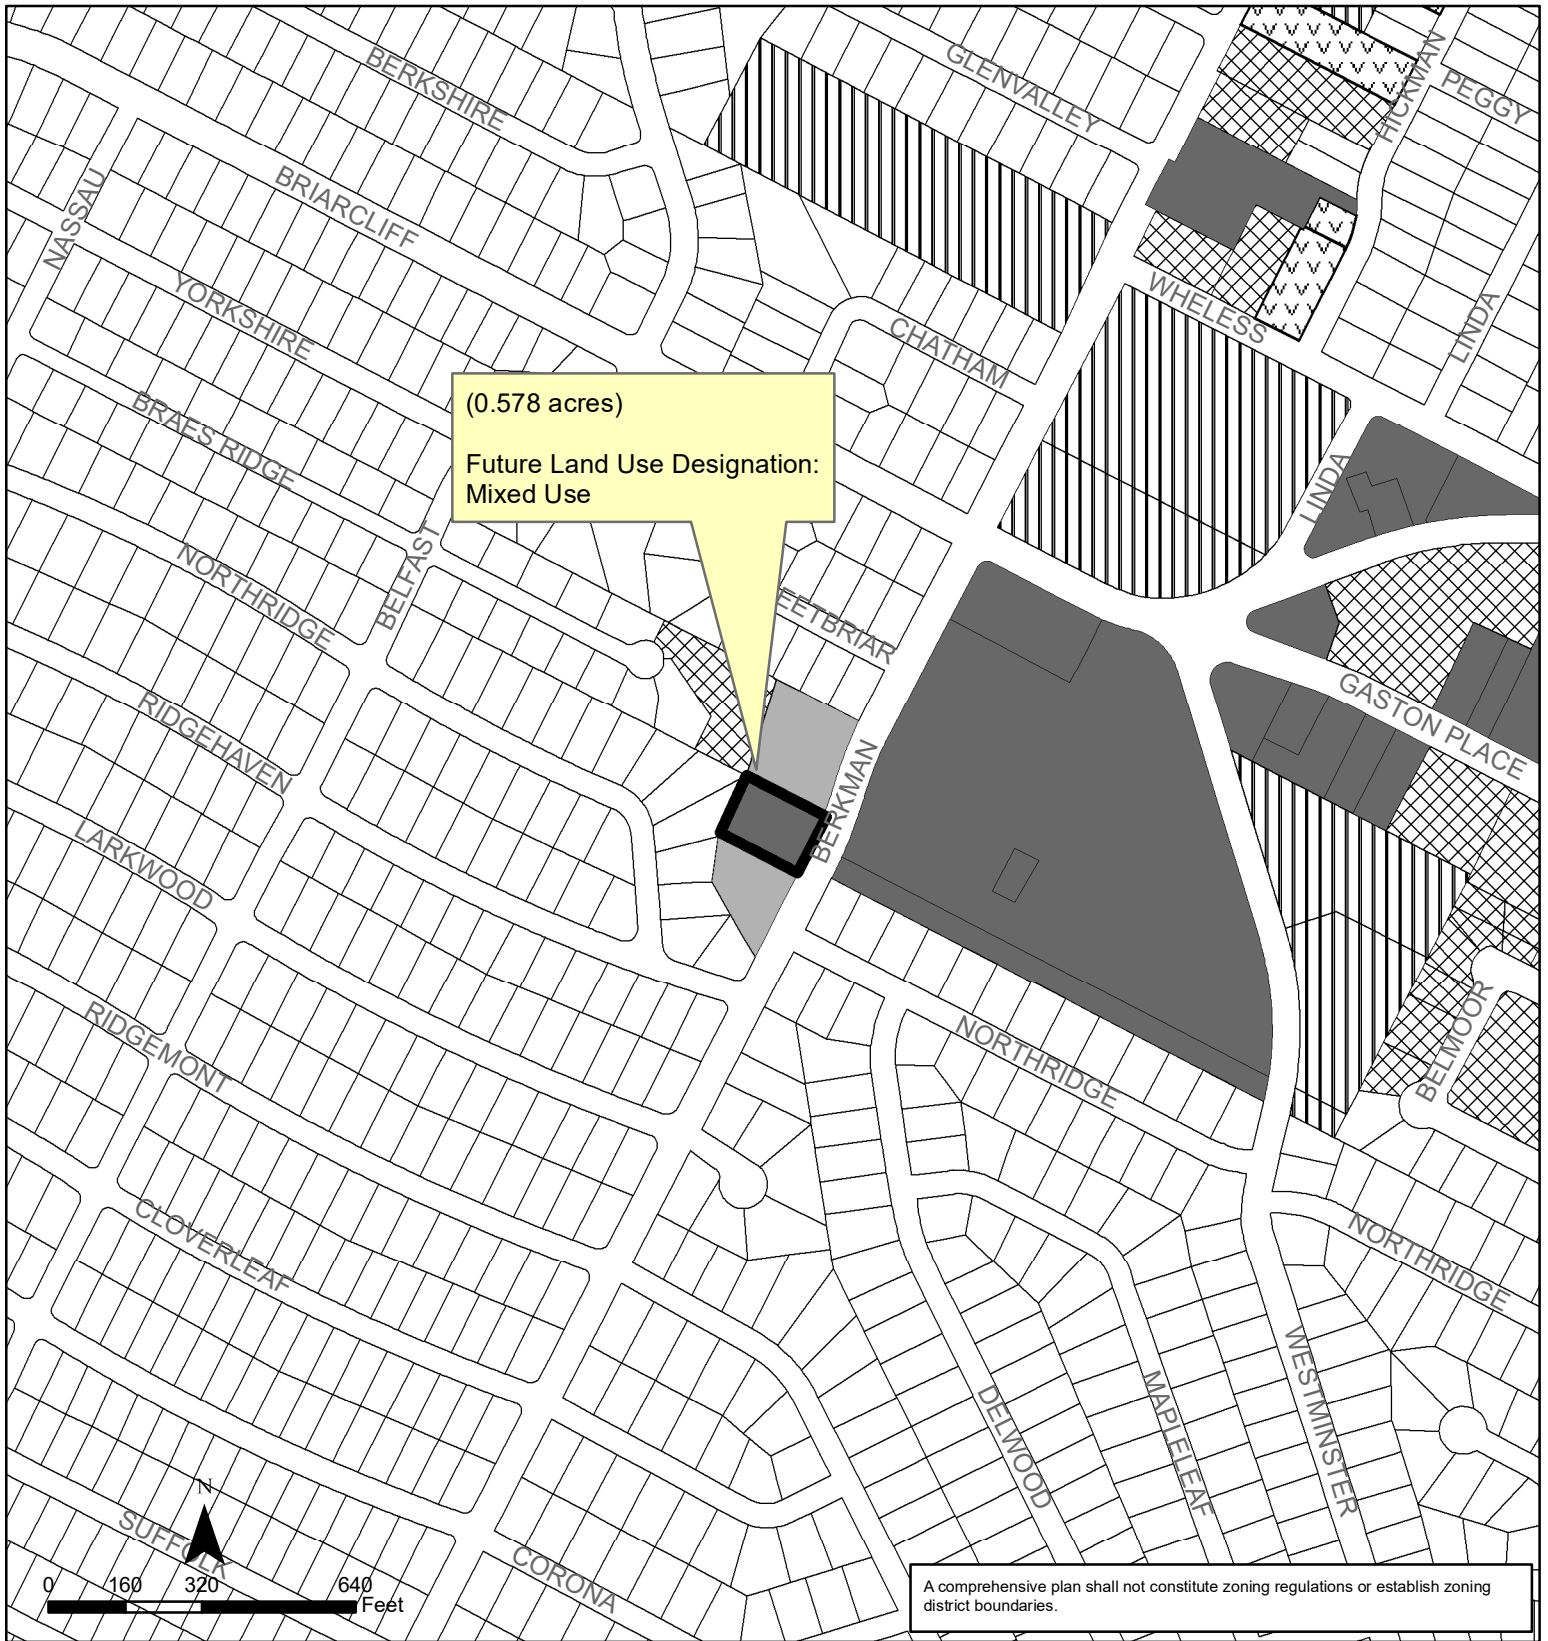 BERKSHIRE
GLENVALLEY
HICKMAN
PEGGY
NASSAU
BRIARCLIFF
YORKSHIRE
WHELESS
LINDA
CHATHAM
BRAES RIDGE
(0.578 acres)
Future Land Use Designation:
Mixed Use
LINDA
BELFAST
NORTHRIDGE
EETBRIAR
RIDGEHAVEN
GASTON PLACE
BERKMAN
LARKWOOD
RIDGEMONT
NORTHRIDGE
BELMOOR
CLOVERLEAF
NORTHRIDGE
WESTMINSTER
MAPLELEAF
DELWOOD
N
SUFFOLK
CORONA
0 160 320 640
Feet
A comprehensive plan shall not constitute zoning regulations or establish zoning
district boundaries.